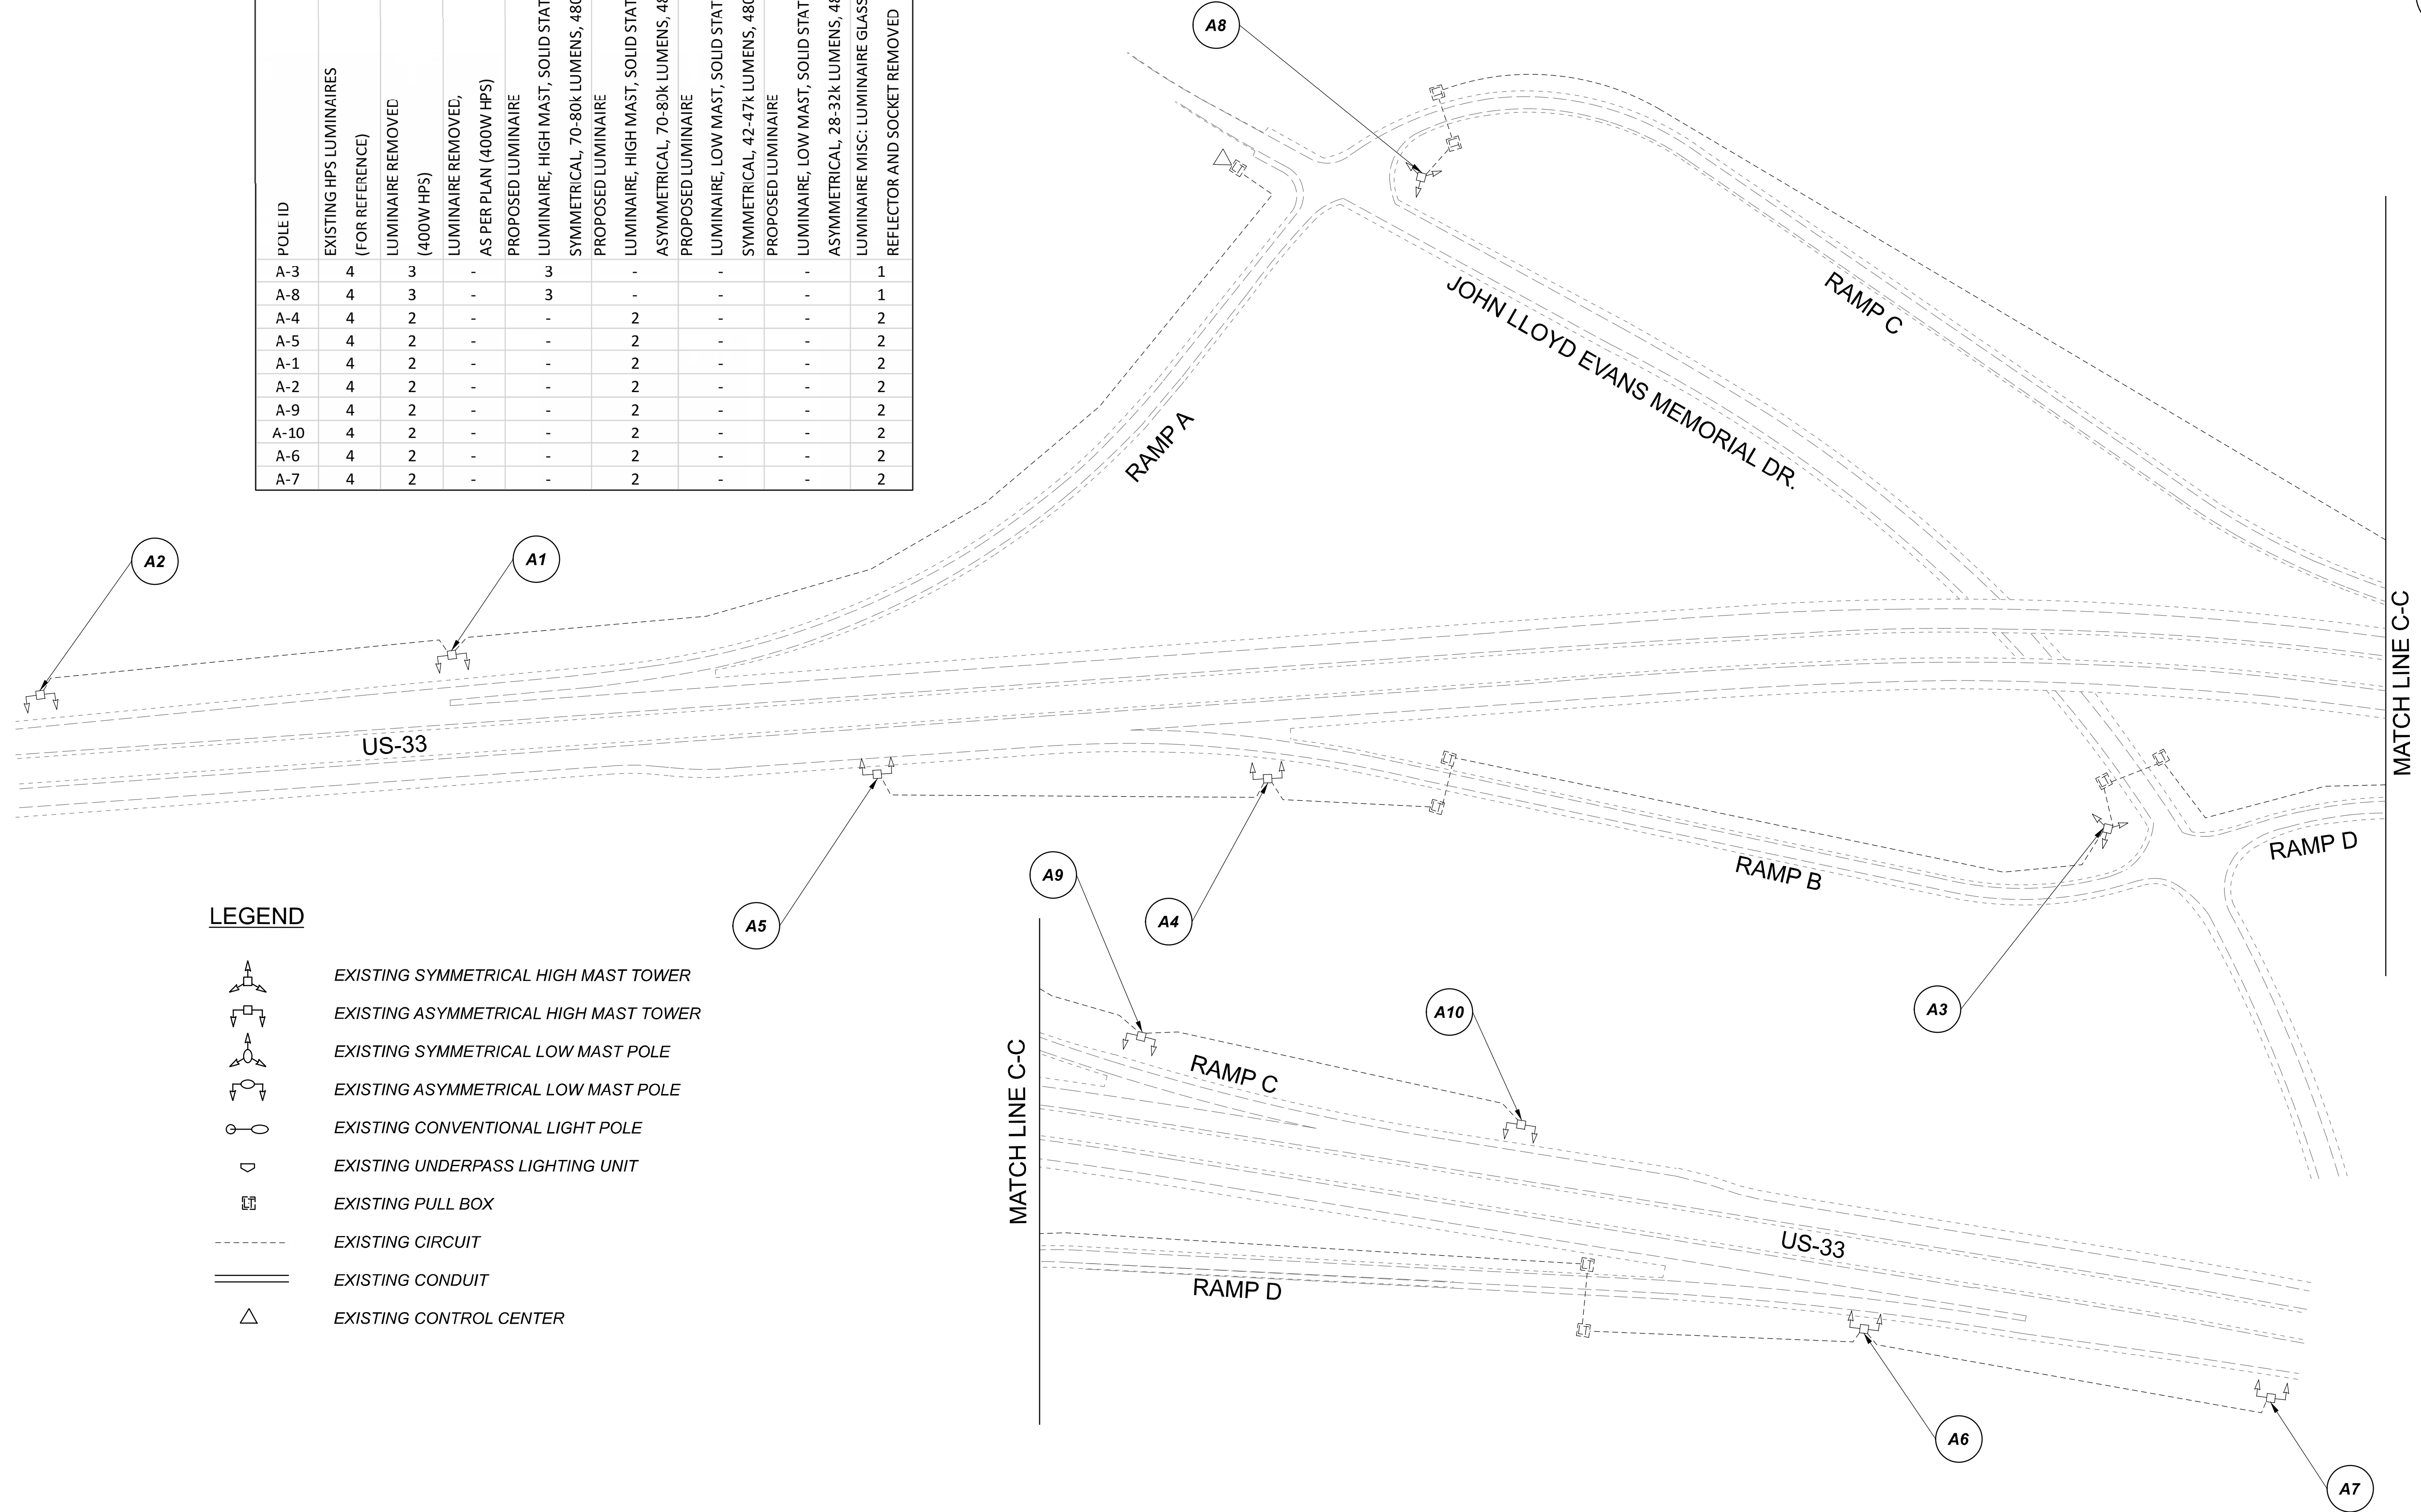 POLE ID
EXISTING HPS LUMINAIRES
(FOR REFERENCE)
LUMINAIRE REMOVED
(400W HPS)
LUMINAIRE REMOVED,
AS PER PLAN (400W HPS)
PROPOSED LUMINAIRE
LUMINAIRE, HIGH MAST, SOLID
SYMMETRICAL, 70-80k LUMENS,
PROPOSED LUMINAIRE
LUMINAIRE, HIGH MAST, SOLID
ASYMMETRICAL, 70-80k LUMENS,
PROPOSED LUMINAIRE
LUMINAIRE, LOW MAST, SOLID
SYMMETRICAL, 42-47k LUMENS,
PROPOSED LUMINAIRE
LUMINAIRE, LOW MAST, SOLID
ASYMMETRICAL, 28-32k LUMENS,
LUMINAIRE MISC: LUMINAIRE GLASS
REFLECTOR AND SOCKET REMOVED
A-3 4 3 - 3 - - - 1
A-8 4 3 - 3 - - - 1
A-4 4 2 - - 2 - - 2
A-5 4 2 - - 2 - - 2
A-1 4 2 - - 2 - - 2
A-2 4 2 - - 2 - - 2
A-9 4 2 - - 2 - - 2
A-10 4 2 - - 2 - - 2
A-6 4 2 - - 2 - - 2
A-7 4 2 - - 2 - - 2
A8
RAMP C
JOHN LLOYD EVANS MEMORIAL DR.
RAMP A
A2
A1
MATCH LINE C-C
US-33
RAMP D
RAMP B
A5
A4
A3
LEGEND
EXISTING SYMMETRICAL HIGH MAST TOWER
EXISTING ASYMMETRICAL HIGH MAST TOWER
EXISTING SYMMETRICAL LOW MAST POLE
EXISTING ASYMMETRICAL LOW MAST POLE
EXISTING CONVENTIONAL LIGHT POLE
EXISTING UNDERPASS LIGHTING UNIT
EXISTING PULL BOX
EXISTING CIRCUIT
EXISTING CONDUIT
EXISTING CONTROL CENTER
A9
A10
RAMP C
MATCH LINE C-C
US-33
RAMP D
A6
A7